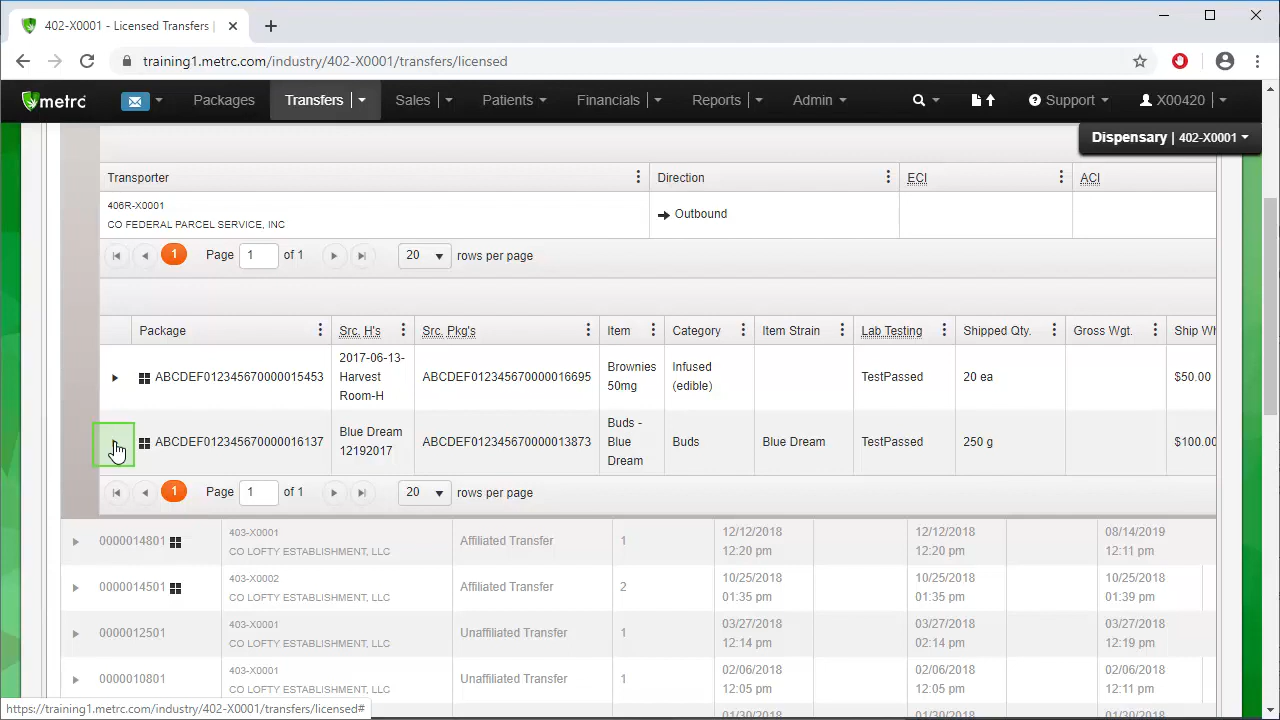 402-X0001 - Licensed Transfers |
training1.metrc.com/industry/402-X0001/transfers/licensed
metrc Packages Transfers Sales Patients Financials Reports Admin Support X00420
Dispensary | 402-X0001
Transporter Direction ECI ACI
406R-X0001
CO FEDERAL PARCEL SERVICE, INC
Outbound
1 Page 1 of 1 20 rows per page
Package Src. H's Src. Pkg's Item Category Item Strain Lab Testing Shipped Qty. Gross Wgt. Ship Wh
ABCDEF012345670000015453 2017-06-13-
Harvest
Room-H
ABCDEF012345670000016695 Brownies
50mg
Infused
(edible)
TestPassed 20 ea $50.00
ABCDEF012345670000016137 Blue Dream
12192017
ABCDEF012345670000013873 Buds -
Blue
Dream
Buds Blue Dream TestPassed 250 g $100.00
1 Page 1 of 1 20 rows per page
0000014801 403-X0001
CO LOFTY ESTABLISHMENT, LLC
Affiliated Transfer 1 12/12/2018
12:20 pm
12/12/2018
12:20 pm
08/14/2019
12:11 pm
0000014501 403-X0002
CO LOFTY ESTABLISHMENT, LLC
Affiliated Transfer 2 10/25/2018
01:35 pm
10/25/2018
01:35 pm
10/25/2018
01:39 pm
0000012501 403-X0001
CO LOFTY ESTABLISHMENT, LLC
Unaffiliated Transfer 1 03/27/2018
12:14 pm
03/27/2018
02:14 pm
03/27/2018
12:19 pm
0000010801 403-X0001
CO LOFTY ESTABLISHMENT, LLC
Unaffiliated Transfer 1 02/06/2018
12:05 pm
02/06/2018
12:05 pm
02/06/2018
12:11 pm
https://training1.metrc.com/industry/402-X0001/transfers/licensed#